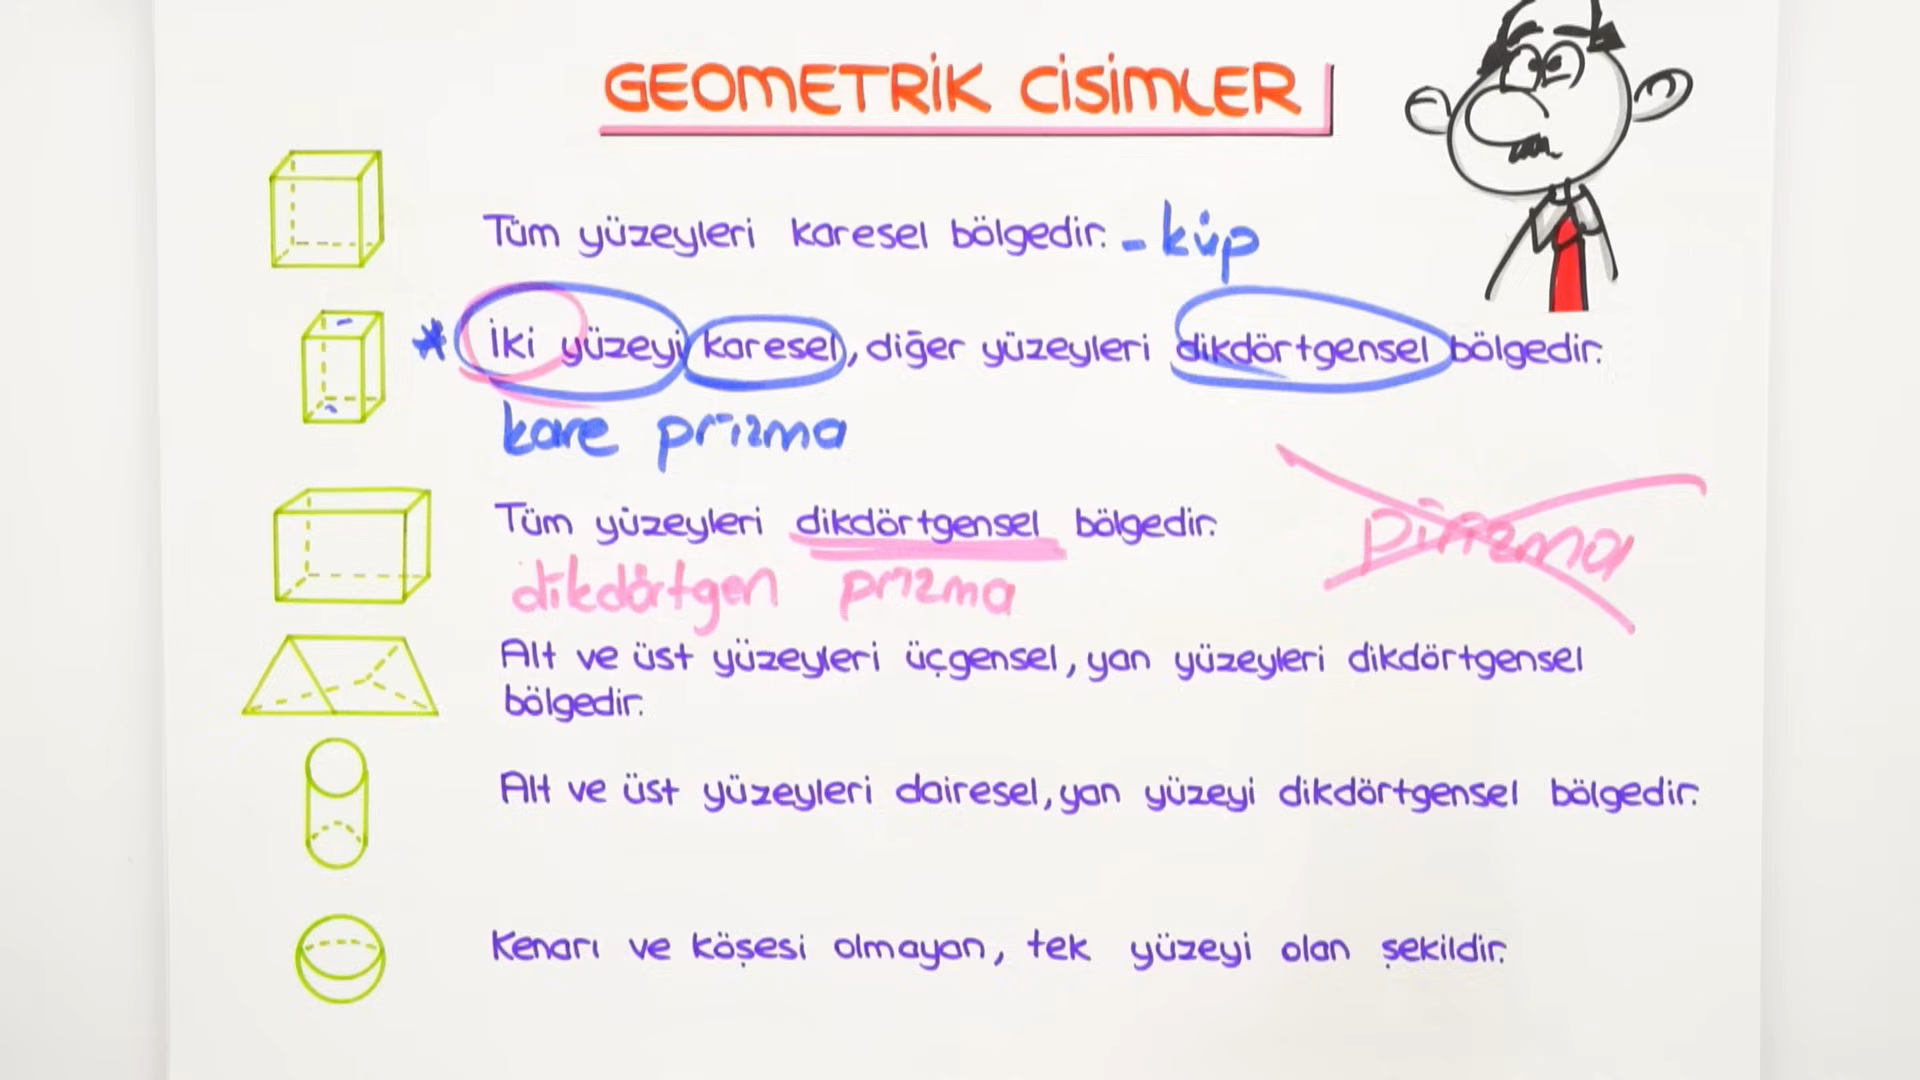 GEOMETRİK CİSİMLER
Tüm yüzeyleri karesel bölgedir. - küp
* İki yüzeyi karesel, diğer yüzeyleri dikdörtgensel bölgedir.
kare prizma
Tüm yüzeyleri dikdörtgensel bölgedir.
dikdörtgen prizma
Alt ve üst yüzeyleri üçgensel, yan yüzeyleri dikdörtgensel
bölgedir.
Alt ve üst yüzeyleri dairesel, yan yüzeyi dikdörtgensel bölgedir.
Kenarı ve köşesi olmayan, tek yüzeyi olan şekildir.